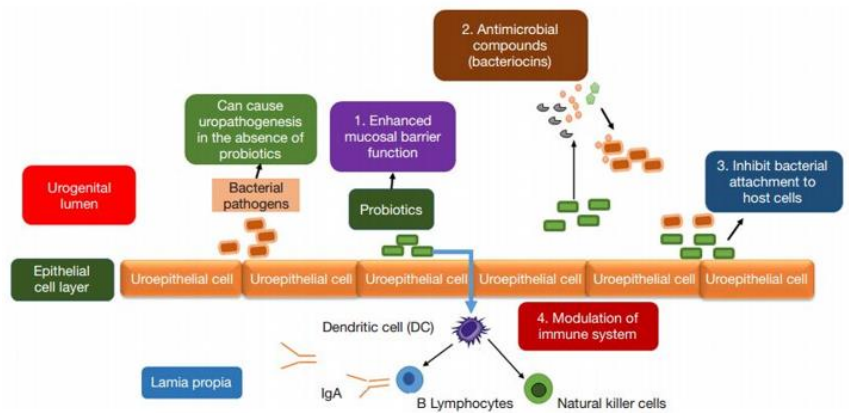 2. Antimicrobial
compounds
(bacteriocins)
Can cause
uropathogenesis
in the absence of
probiotics
1. Enhanced
mucosal barrier
function
3. Inhibit bacterial
attachment to
host cells
Urogenital
lumen
Bacterial
pathogens
Probiotics
Epithelial
cell layer
Uroepithelial cell
Uroepithelial cell
Uroepithelial cell
Uroepithelial cell
Uroepithelial cell
Uroepithelial cell
Dendritic cell (DC)
4. Modulation of
immune system
Lamia propia
IgA
B Lymphocytes
Natural killer cells